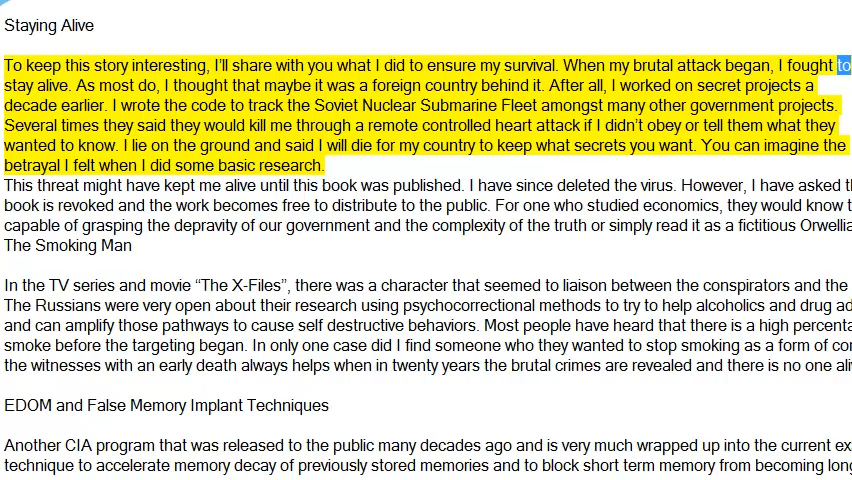 Staying Alive
To keep this story interesting, I'll share with you what I did to ensure my survival. When my brutal attack began, I fought to
stay alive. As most do, I thought that maybe it was a foreign country behind it. After all, I worked on secret projects a
decade earlier. I wrote the code to track the Soviet Nuclear Submarine Fleet amongst many other government projects.
Several times they said they would kill me through a remote controlled heart attack if I didn't obey or tell them what they
wanted to know. I lie on the ground and said I will die for my country to keep what secrets you want. You can imagine the
betrayal I felt when I did some basic research.
This threat might have kept me alive until this book was published. I have since deleted the virus. However, I have asked
book is revoked and the work becomes free to distribute to the public. For one who studied economics, they would know
capable of grasping the depravity of our government and the complexity of the truth or simply read it as a fictitious
The Smoking Man
In the TV series and movie “The X-Files”, there was a character that seemed to liaison between the conspirators and the
The Russians were very open about their research using psychocorrectional methods to try to help alcoholics and drug
and can amplify those pathways to cause self destructive behaviors. Most people have heard that there is a high
smoke before the targeting began. In only one case did I find someone who they wanted to stop smoking as a form of
the witnesses with an early death always helps when in twenty years the brutal crimes are revealed and there is no one
EDOM and False Memory Implant Techniques
Another CIA program that was released to the public many decades ago and is very much wrapped up into the current
technique to accelerate memory decay of previously stored memories and to block short term memory from becoming